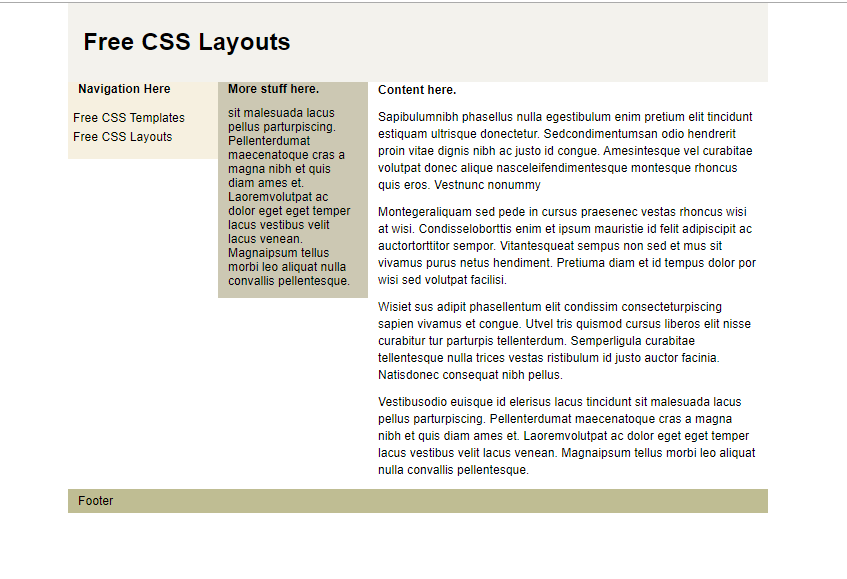 Free CSS Layouts
Navigation Here
Free CSS Templates
Free CSS Layouts
More stuff here.
sit malesuada lacus
pellus parturpiscing.
Pellenterdumat
maecenatoque cras a
magna nibh et quis
diam ames et.
Laoremvolutpat ac
dolor eget eget temper
lacus vestibus velit
lacus venean.
Magnaipsum tellus
morbi leo aliquat nulla
convallis pellentesque.
Content here.
Sapibulumnibh phasellus nulla egestibulum enim pretium elit tincidunt
estiquam ultrisque donectetur. Sedcondimentumsan odio hendrerit
proin vitae dignis nibh ac justo id congue. Amesintesque vel curabitae
volutpat donec alique nasceleifendimentesque montesque rhoncus
quis eros. Vestnunc nonummy
Montegeraliquam sed pede in cursus praesenec vestas rhoncus wisi
at wisi. Condisseloborttis enim et ipsum mauristie id felit adipiscipit ac
auctortorttitor sempor. Vitantesqueat sempus non sed et mus sit
vivamus purus netus hendiment. Pretiuma diam et id tempus dolor por
wisi sed volutpat facilisi.
Wisiet sus adipit phasellentum elit condissim consecteturpiscing
sapien vivamus et congue. Utvel tris quismod cursus liberos elit nisse
curabitur tur parturpis tellenterdum. Semperligula curabitae
tellentesque nulla trices vestas ristibulum id justo auctor facinia.
Natisdonec consequat nibh pellus.
Vestibusodio euisque id elerisus lacus tincidunt sit malesuada lacus
pellus parturpiscing. Pellenterdumat maecenatoque cras a magna
nibh et quis diam ames et. Laoremvolutpat ac dolor eget eget temper
lacus vestibus velit lacus venean. Magnaipsum tellus morbi leo aliquat
nulla convallis pellentesque.
Footer